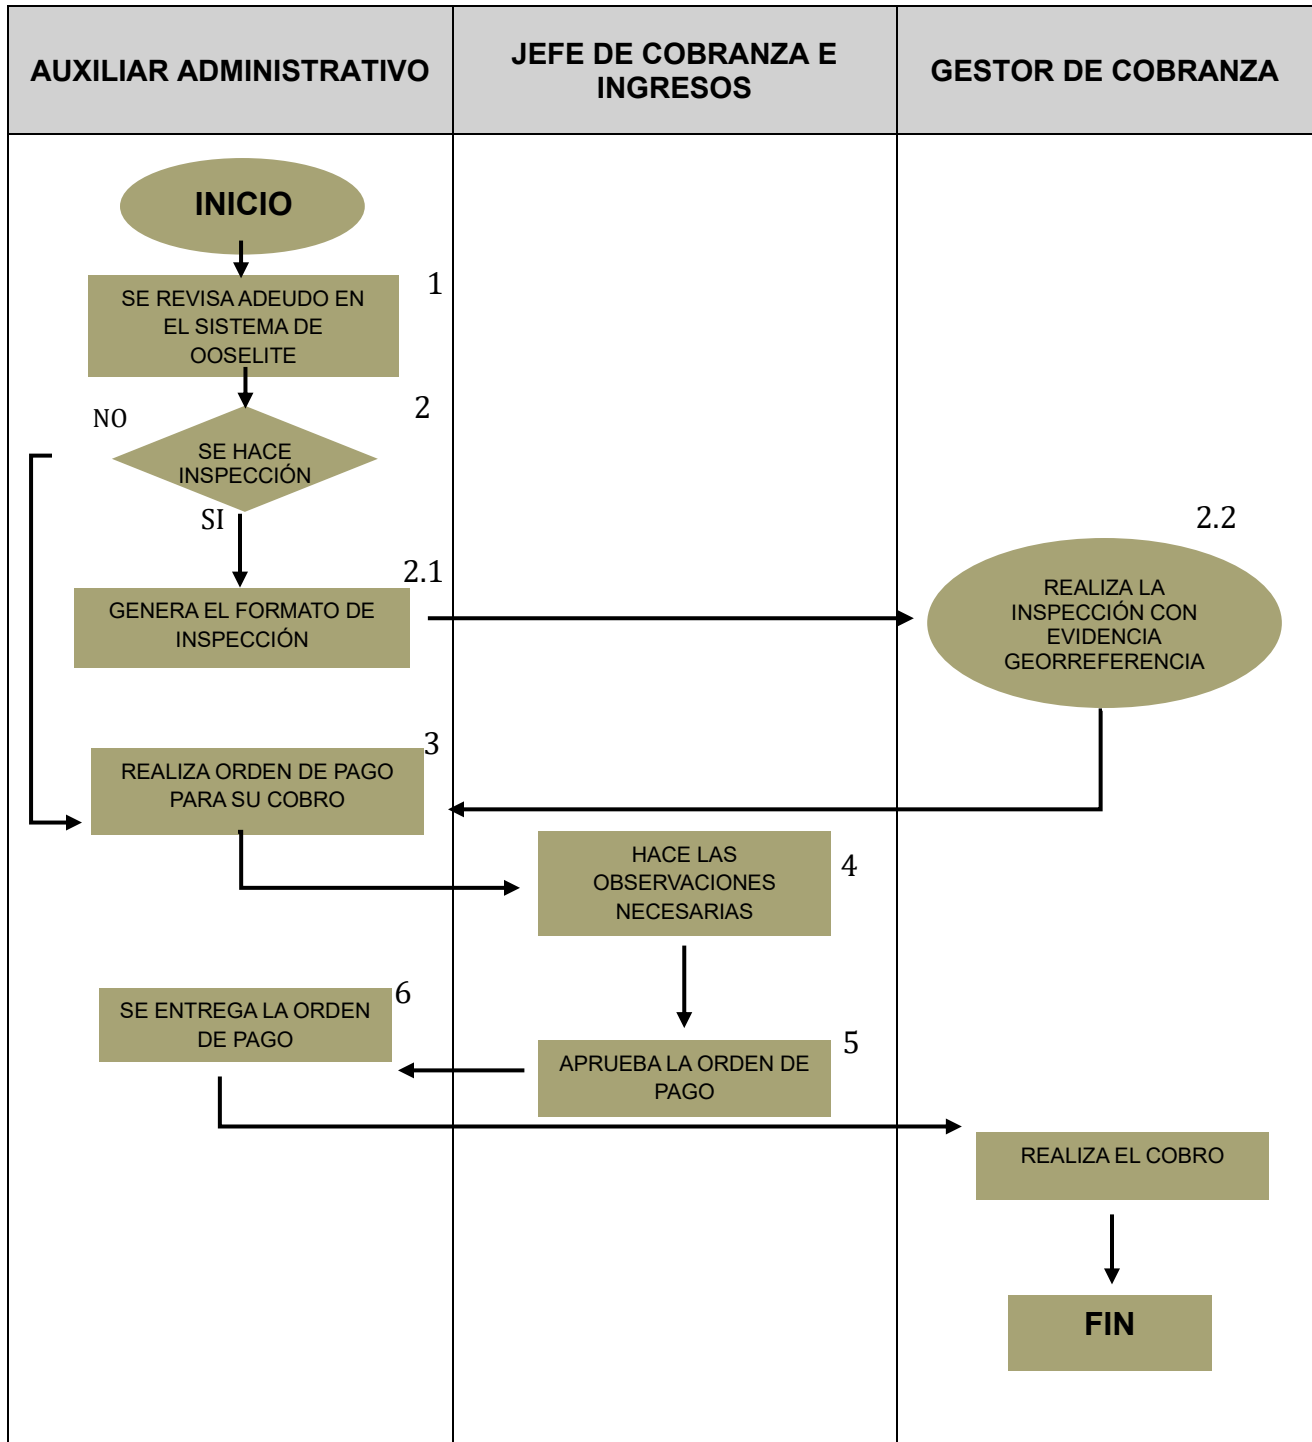 AUXILIAR ADMINISTRATIVO
JEFE DE COBRANZA E
INGRESOS
GESTOR DE COBRANZA
INICIO
1
SE REVISA ADEUDO EN
EL SISTEMA DE
OOSELITE
2
NO
SE HACE
INSPECCIÓN
SI
2.1
GENERA EL FORMATO DE
INSPECCIÓN
2.2
REALIZA LA
INSPECCIÓN CON
EVIDENCIA
GEORREFERENCIA
3
REALIZA ORDEN DE PAGO
PARA SU COBRO
HACE LAS
OBSERVACIONES
NECESARIAS
4
6
SE ENTREGA LA ORDEN
DE PAGO
5
APRUEBA LA ORDEN DE
PAGO
REALIZA EL COBRO
FIN